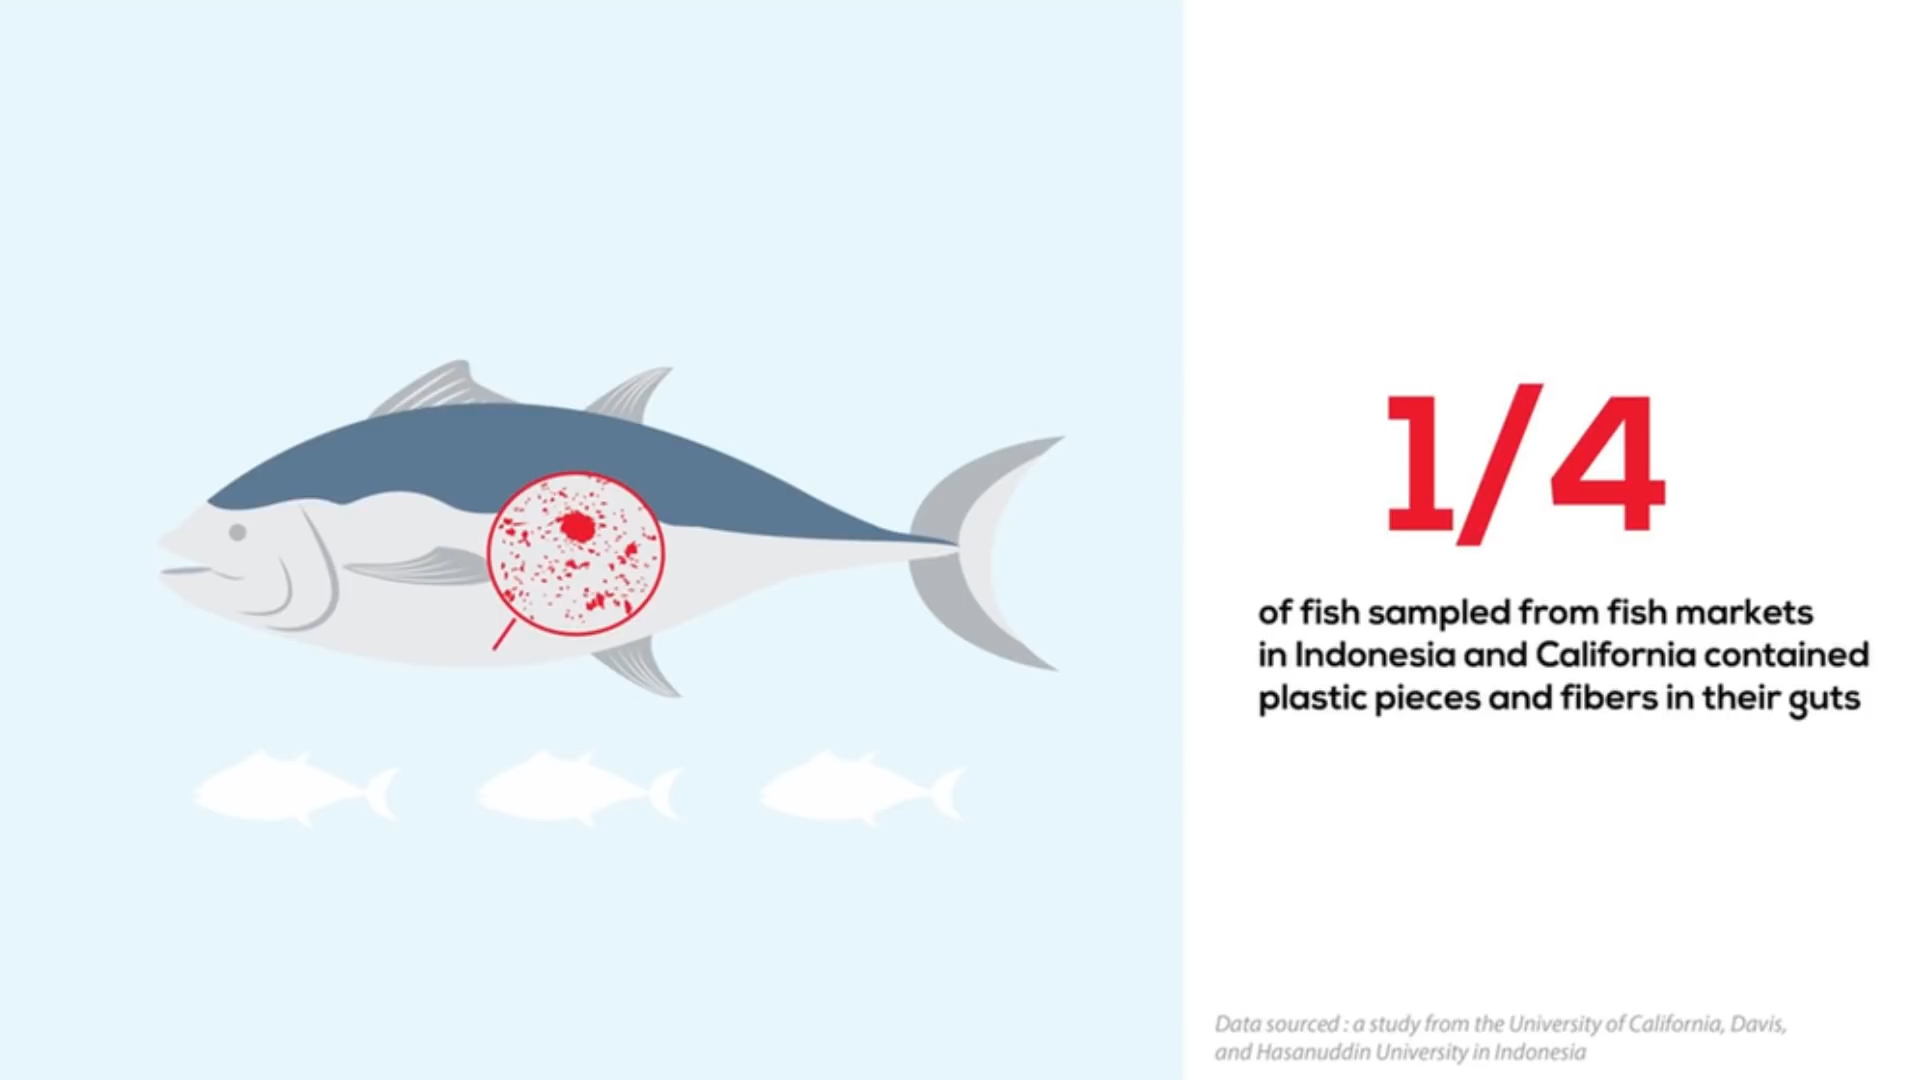 1/4
of fish sampled from fish markets
in Indonesia and California contained
plastic pieces and fibers in their guts
Data sourced : a study from the University of California, Davis,
and Hasanuddin University in Indonesia